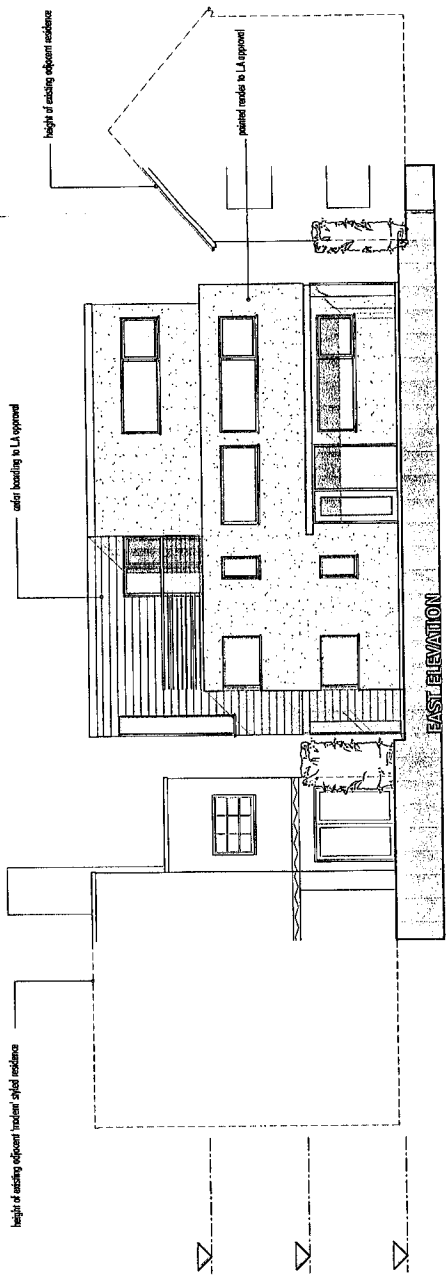 height of existing adjacent 'modern' styled residence
cedar boarding to LA approval
height of existing adjacent residence
painted render to LA approval
EAST ELEVATION